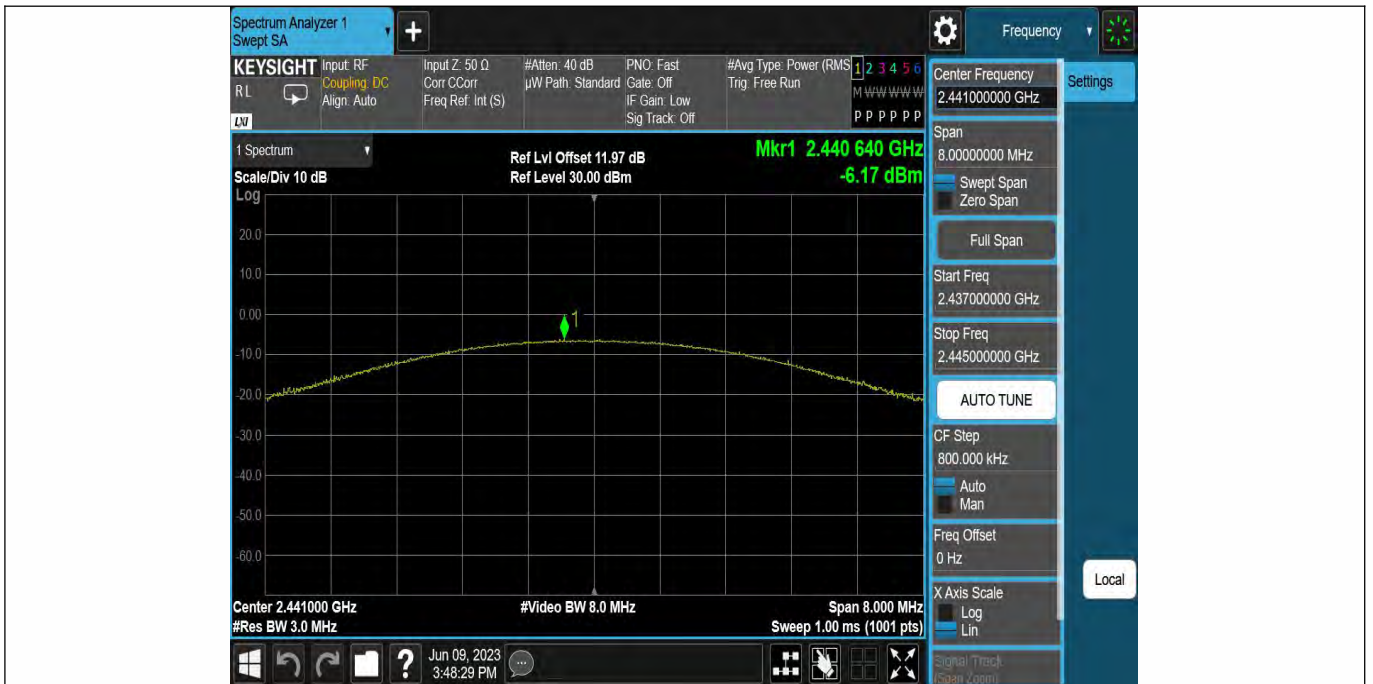 Spectrum Analyzer 1
Swept SA
+
Frequency
KEYSIGHT
RL
LXI
Input: RF
Coupling: DC
Align: Auto
Input Z: 50 Ω
Corr CCorr
Freq Ref: Int (S)
#Atten: 40 dB
µW Path: Standard
PNO: Fast
Gate: Off
IF Gain: Low
Sig Track: Off
#Avg Type: Power (RMS
Trig: Free Run
1 2 3 4 5 6
M W W W W W
P P P P P P
1 Spectrum
Scale/Div 10 dB
Ref Lvl Offset 11.97 dB
Ref Level 30.00 dBm
Mkr1 2.440 640 GHz
-6.17 dBm
Log
20.0
10.0
0.00
-10.0
-20.0
-30.0
-40.0
-50.0
-60.0
1
Center 2.441000 GHz
#Res BW 3.0 MHz
#Video BW 8.0 MHz
Span 8.000 MHz
Sweep 1.00 ms (1001 pts)
Center Frequency
2.441000000 GHz
Settings
Span
8.00000000 MHz
Swept Span
Zero Span
Full Span
Start Freq
2.437000000 GHz
Stop Freq
2.445000000 GHz
AUTO TUNE
CF Step
800.000 kHz
Auto
Man
Freq Offset
0 Hz
X Axis Scale
Log
Lin
Signal Track
(Span Zoom)
Local
?
Jun 09, 2023
3:48:29 PM